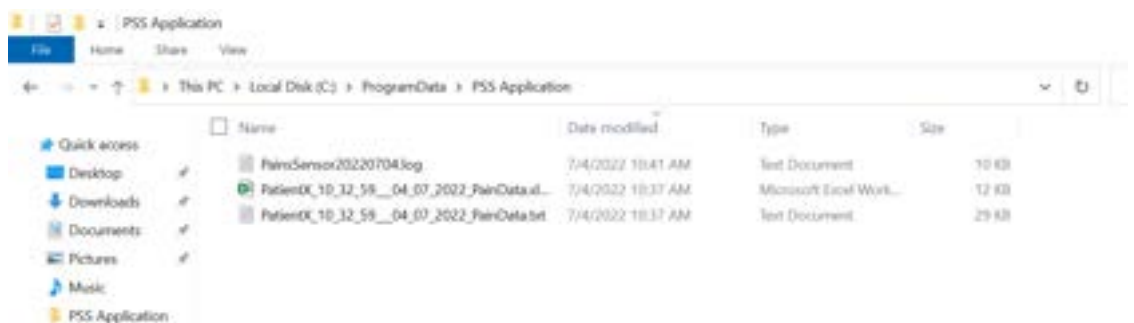 PSS Application
File Home Share View
This PC > Local Disk (C:) > ProgramData > PSS Application
Name Date modified Type Size
Quick access
PainsSensor20220704.log 7/4/2022 10:41 AM Text Document 10 KB
Desktop
PatientX_10_32_59__04_07_2022_PainData.xl... 7/4/2022 10:37 AM Microsoft Excel Work... 12 KB
Downloads
PatientX_10_32_59__04_07_2022_PainData.txt 7/4/2022 10:37 AM Text Document 29 KB
Documents
Pictures
Music
PSS Application